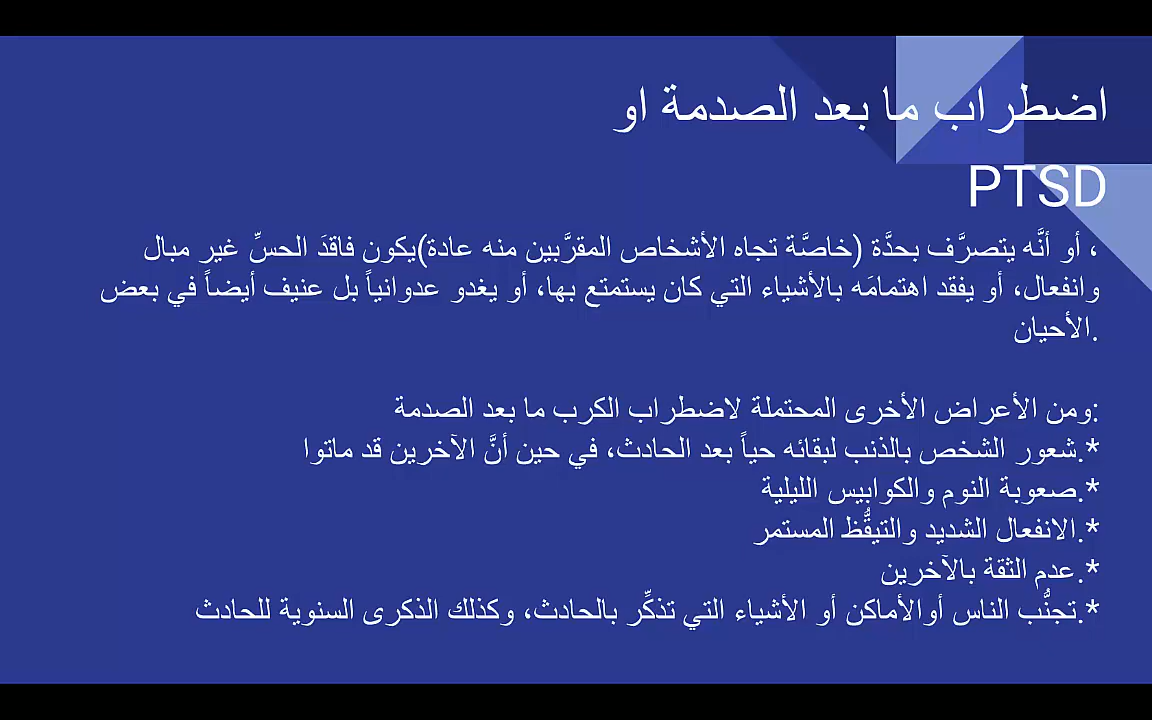 اضطراب ما بعد الصدمة او
PTSD
، أو أنَّه يتصرَّف بحدَّة (خاصَّة تجاه الأشخاص المقرَّبين منه عادة)يكون فاقدَ الحسِّ غير مبال
وانفعال، أو يفقد اهتمامَه بالأشياء التي كان يستمتع بها، أو يغدو عدوانياً بل عنيف أيضاً في بعض
.الأحيان
:ومن الأعراض الأخرى المحتملة لاضطراب الكرب ما بعد الصدمة
*.شعور الشخص بالذنب لبقائه حياً بعد الحادث، في حين أنَّ الآخرين قد ماتوا
*.صعوبة النوم والكوابيس الليلية
*.الانفعال الشديد والتيقُّظ المستمر
*.عدم الثقة بالآخرين
*.تجنُّب الناس أوالأماكن أو الأشياء التي تذكِّر بالحادث، وكذلك الذكرى السنوية للحادث